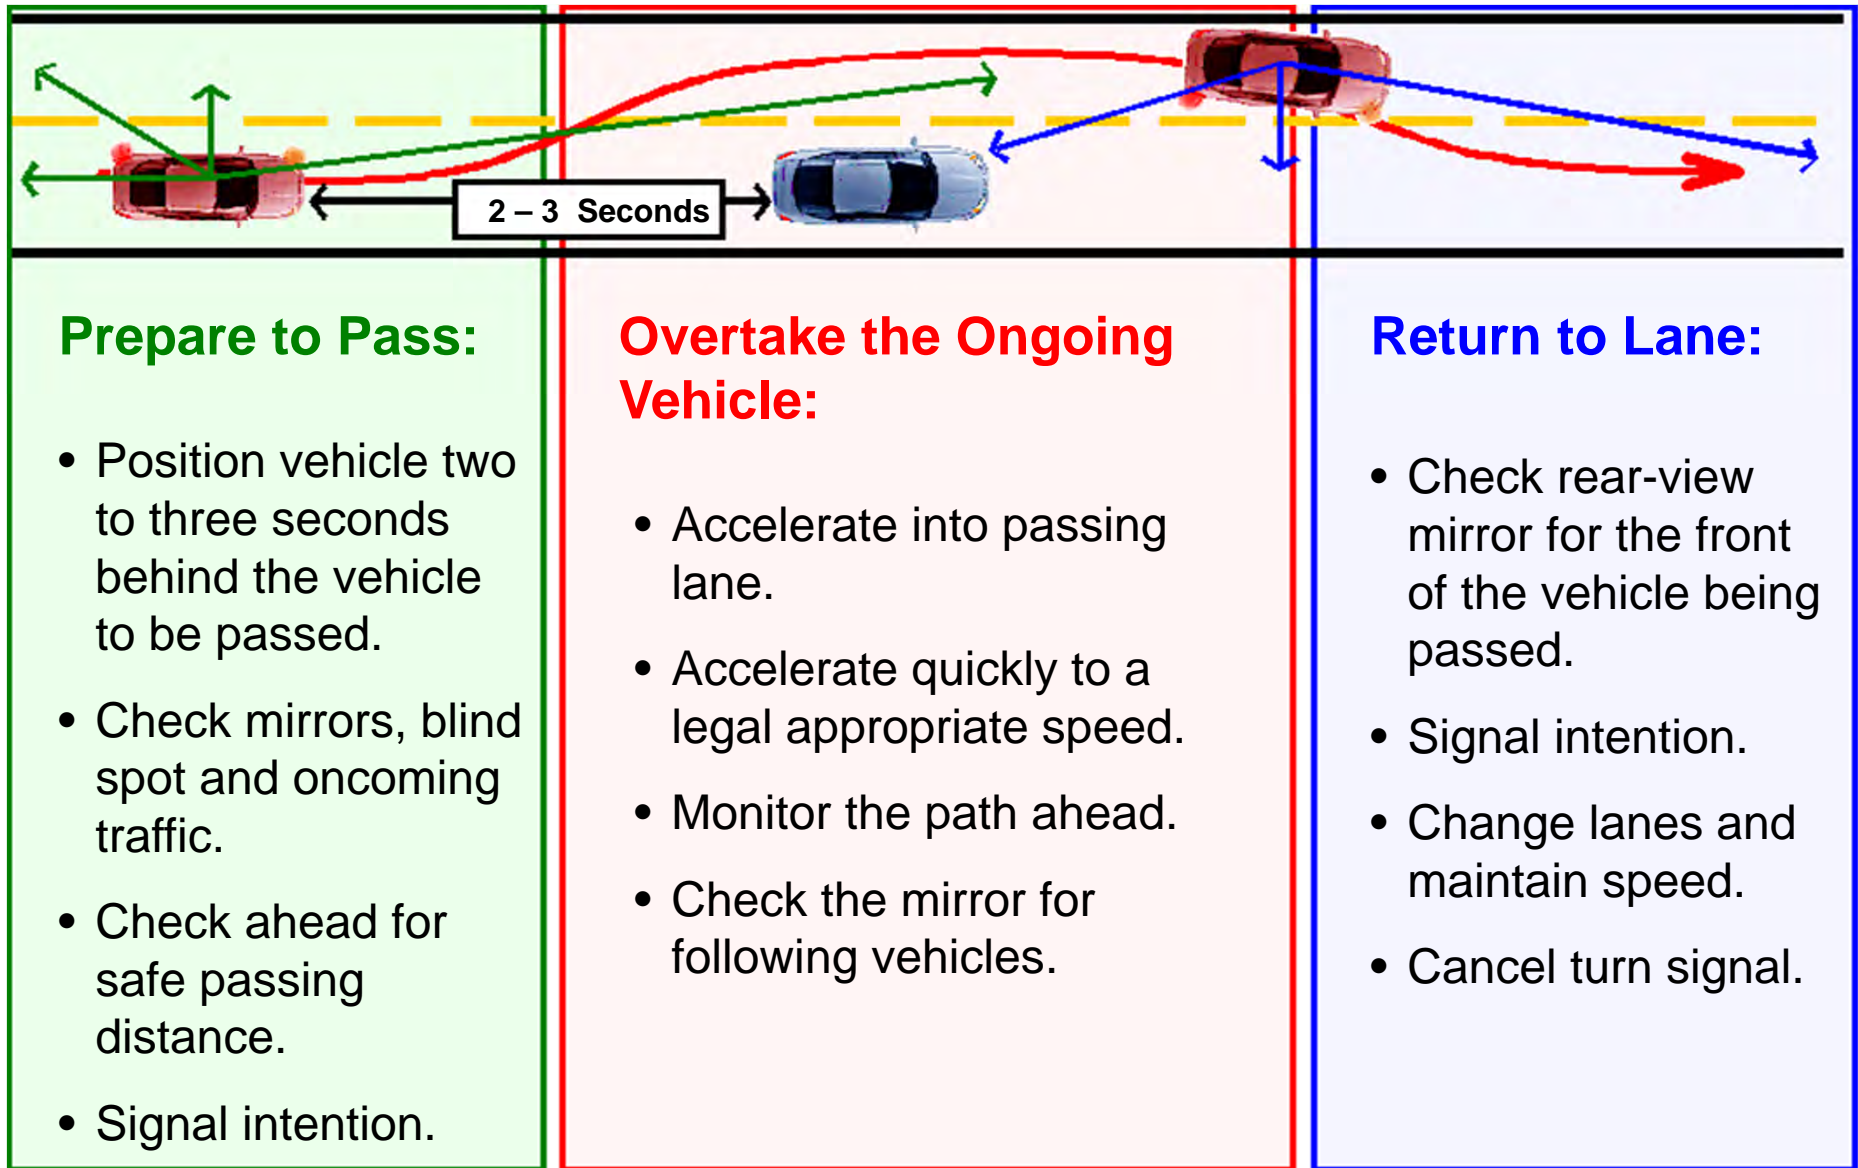 2 – 3 Seconds
Prepare to Pass:
• Position vehicle two
to three seconds
behind the vehicle
to be passed.
• Check mirrors, blind
spot and oncoming
traffic.
• Check ahead for
safe passing
distance.
• Signal intention.
Overtake the Ongoing
Vehicle:
• Accelerate into passing
lane.
• Accelerate quickly to a
legal appropriate speed.
• Monitor the path ahead.
• Check the mirror for
following vehicles.
Return to Lane:
• Check rear-view
mirror for the front
of the vehicle being
passed.
• Signal intention.
• Change lanes and
maintain speed.
• Cancel turn signal.